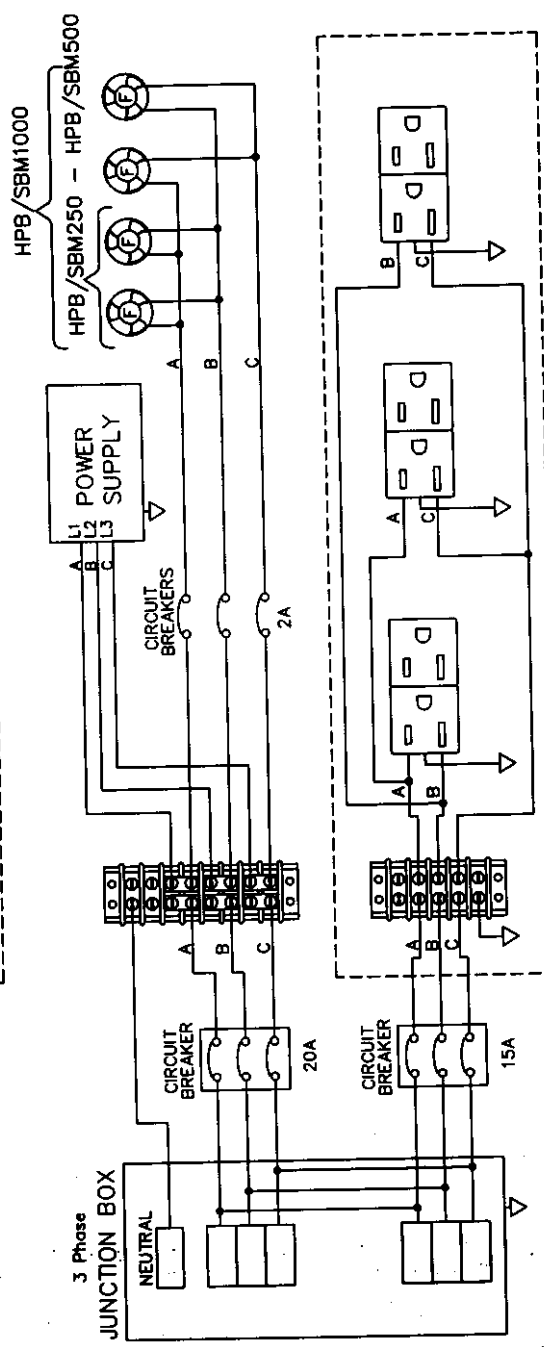 HPB/SBM1000
HPB/SBM250 - HPB/SBM500
F
F
F
F
POWER
SUPPLY
L1
L2
L3
A
B
C
A
B
C
CIRCUIT
BREAKERS
2A
A
B
C
CIRCUIT
BREAKER
20A
3 Phase
JUNCTION BOX
NEUTRAL
CIRCUIT
BREAKER
15A
A
B
C
A
B
A
C
B
C